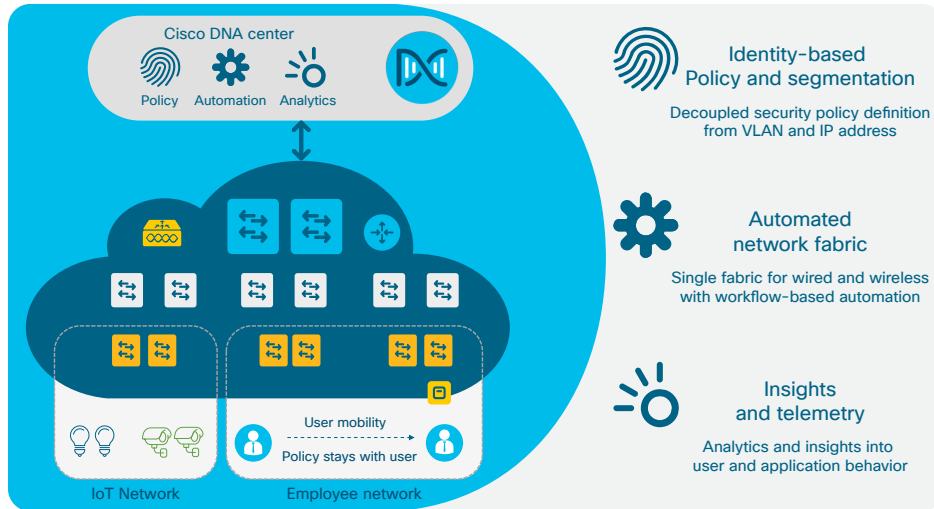 Cisco DNA center
Policy
Automation
Analytics
User mobility
Policy stays with user
IoT Network
Employee network
Identity-based
Policy and segmentation
Decoupled security policy definition
from VLAN and IP address
Automated
network fabric
Single fabric for wired and wireless
with workflow-based automation
Insights
and telemetry
Analytics and insights into
user and application behavior